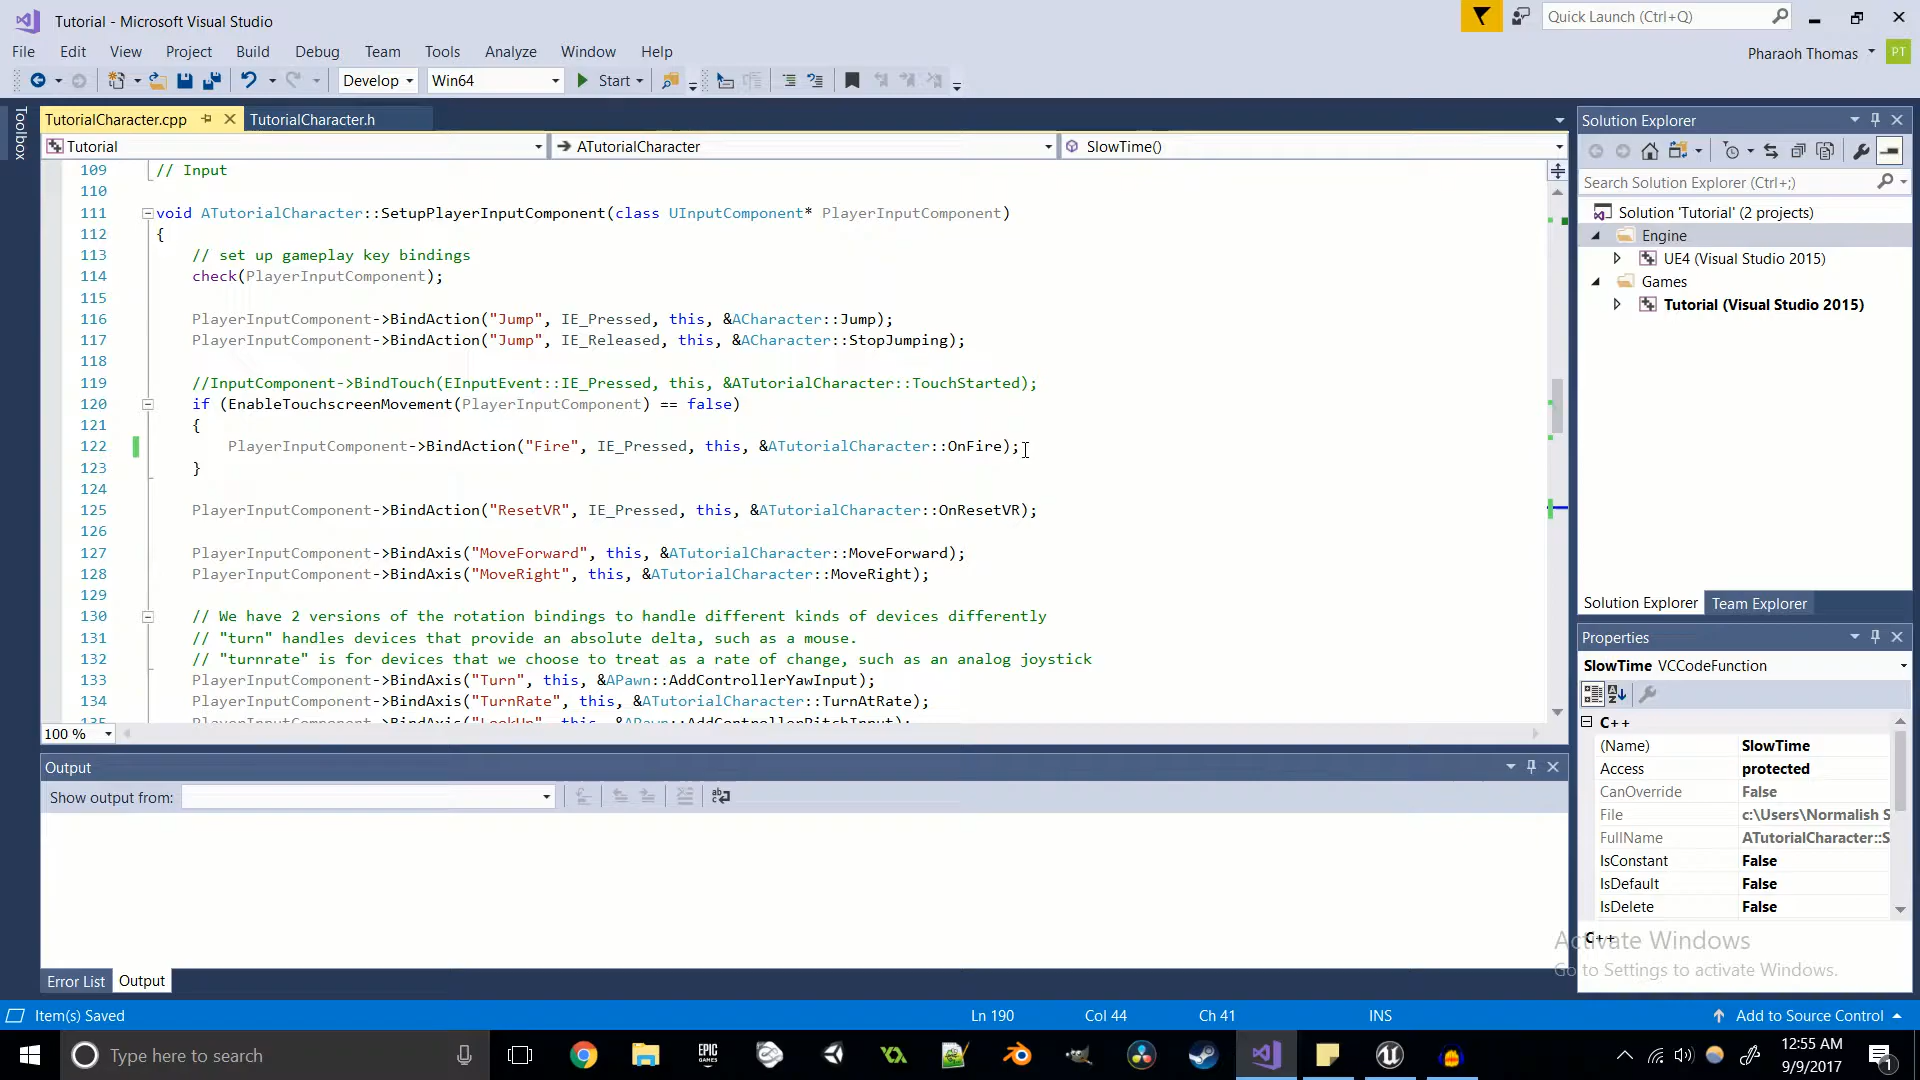 Tutorial - Microsoft Visual Studio
Quick Launch (Ctrl+Q)
File Edit View Project Build Debug Team Tools Analyze Window Help
Pharaoh Thomas
PT
Develop Win64 Start
Toolbox
TutorialCharacter.cpp TutorialCharacter.h
Tutorial ATutorialCharacter SlowTime()
109 // Input
110
111 void ATutorialCharacter::SetupPlayerInputComponent(class UInputComponent* PlayerInputComponent)
112 {
113 // set up gameplay key bindings
114 check(PlayerInputComponent);
115
116 PlayerInputComponent->BindAction("Jump", IE_Pressed, this, &ACharacter::Jump);
117 PlayerInputComponent->BindAction("Jump", IE_Released, this, &ACharacter::StopJumping);
118
119 //InputComponent->BindTouch(EInputEvent::IE_Pressed, this, &ATutorialCharacter::TouchStarted);
120 if (EnableTouchscreenMovement(PlayerInputComponent) == false)
121 {
122 PlayerInputComponent->BindAction("Fire", IE_Pressed, this, &ATutorialCharacter::OnFire);
123 }
124
125 PlayerInputComponent->BindAction("ResetVR", IE_Pressed, this, &ATutorialCharacter::OnResetVR);
126
127 PlayerInputComponent->BindAxis("MoveForward", this, &ATutorialCharacter::MoveForward);
128 PlayerInputComponent->BindAxis("MoveRight", this, &ATutorialCharacter::MoveRight);
129
130 // We have 2 versions of the rotation bindings to handle different kinds of devices differently
131 // "turn" handles devices that provide an absolute delta, such as a mouse.
132 // "turnrate" is for devices that we choose to treat as a rate of change, such as an analog joystick
133 PlayerInputComponent->BindAxis("Turn", this, &APawn::AddControllerYawInput);
134 PlayerInputComponent->BindAxis("TurnRate", this, &ATutorialCharacter::TurnAtRate);
135 PlayerInputComponent->BindAxis("LookUp", this, &APawn::AddControllerPitchInput);
100 %
Output
Show output from:
Error List Output
Solution Explorer
Search Solution Explorer (Ctrl+;)
Solution 'Tutorial' (2 projects)
Engine
UE4 (Visual Studio 2015)
Games
Tutorial (Visual Studio 2015)
Solution Explorer Team Explorer
Properties
SlowTime VCCodeFunction
C++
(Name) SlowTime
Access protected
CanOverride False
File c:\Users\Normalish S
FullName ATutorialCharacter::S
IsConstant False
IsDefault False
IsDelete False
C++
Activate Windows
Go to Settings to activate Windows.
Item(s) Saved Ln 190 Col 44 Ch 41 INS Add to Source Control
Type here to search
EPIC GAMES
12:55 AM
9/9/2017
1